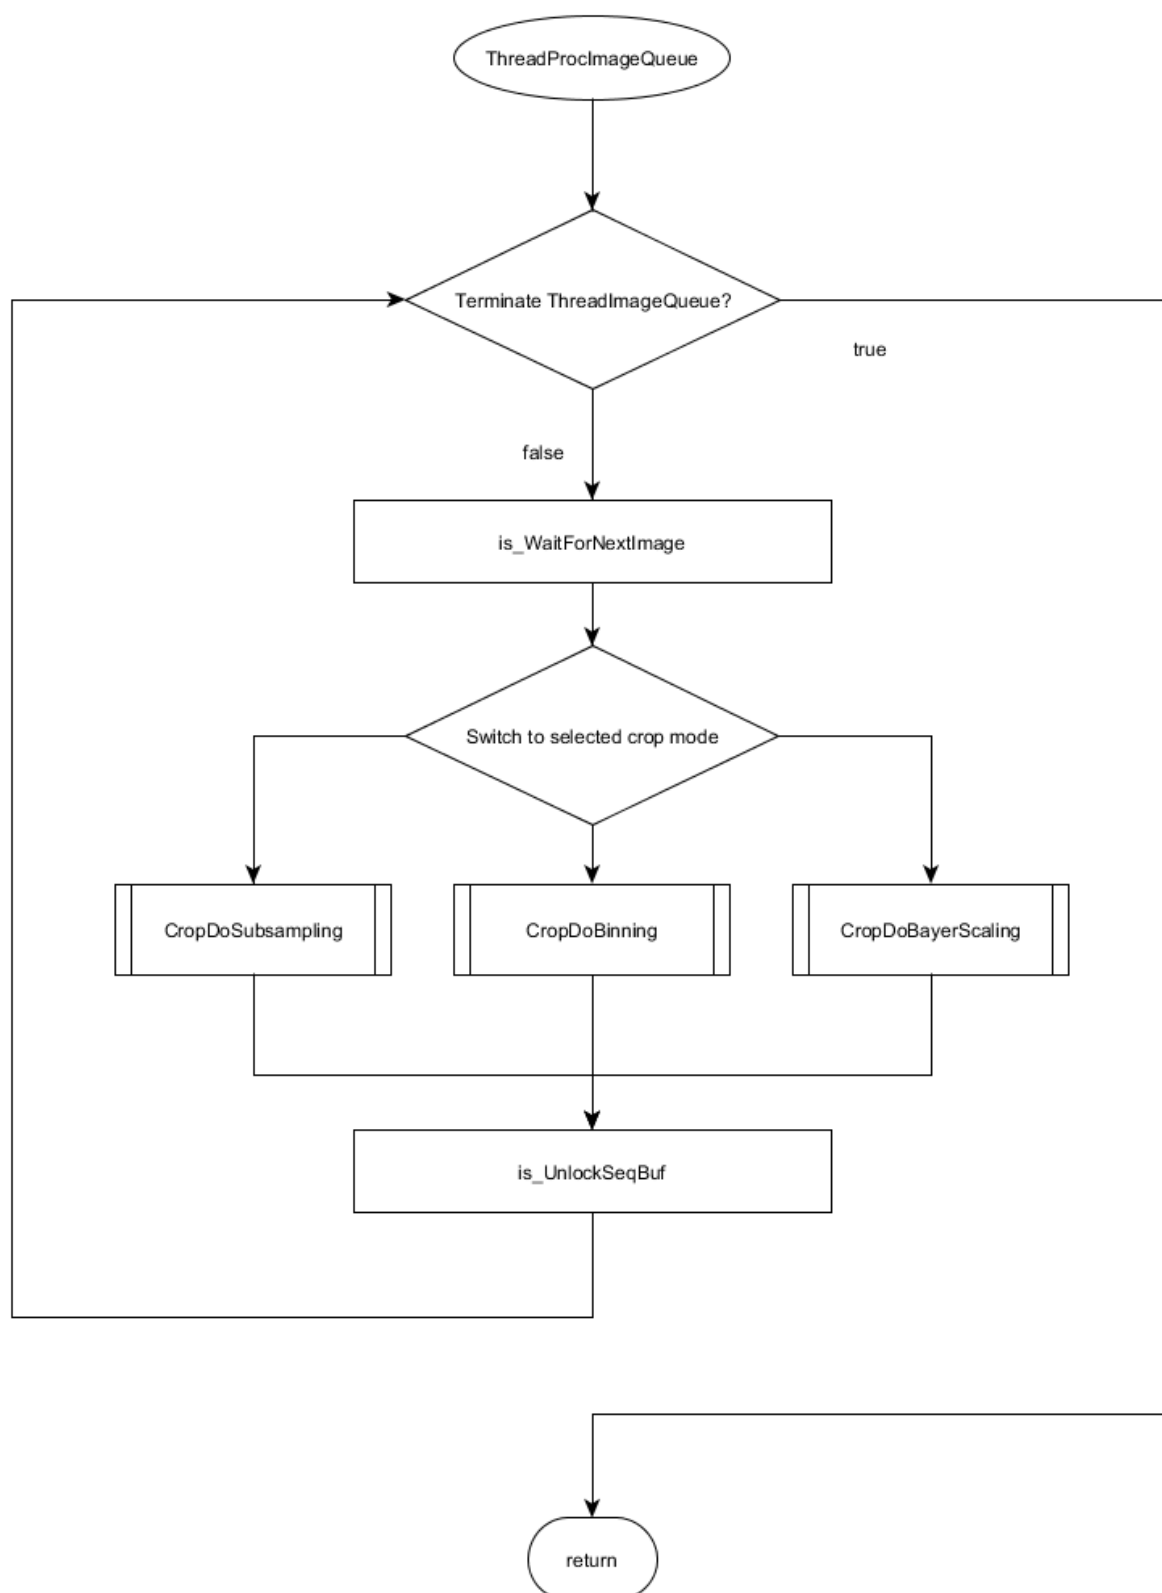 ThreadProcImageQueue
Terminate ThreadImageQueue?
true
false
is_WaitForNextImage
Switch to selected crop mode
CropDoSubsampling
CropDoBinning
CropDoBayerScaling
is_UnlockSeqBuf
return